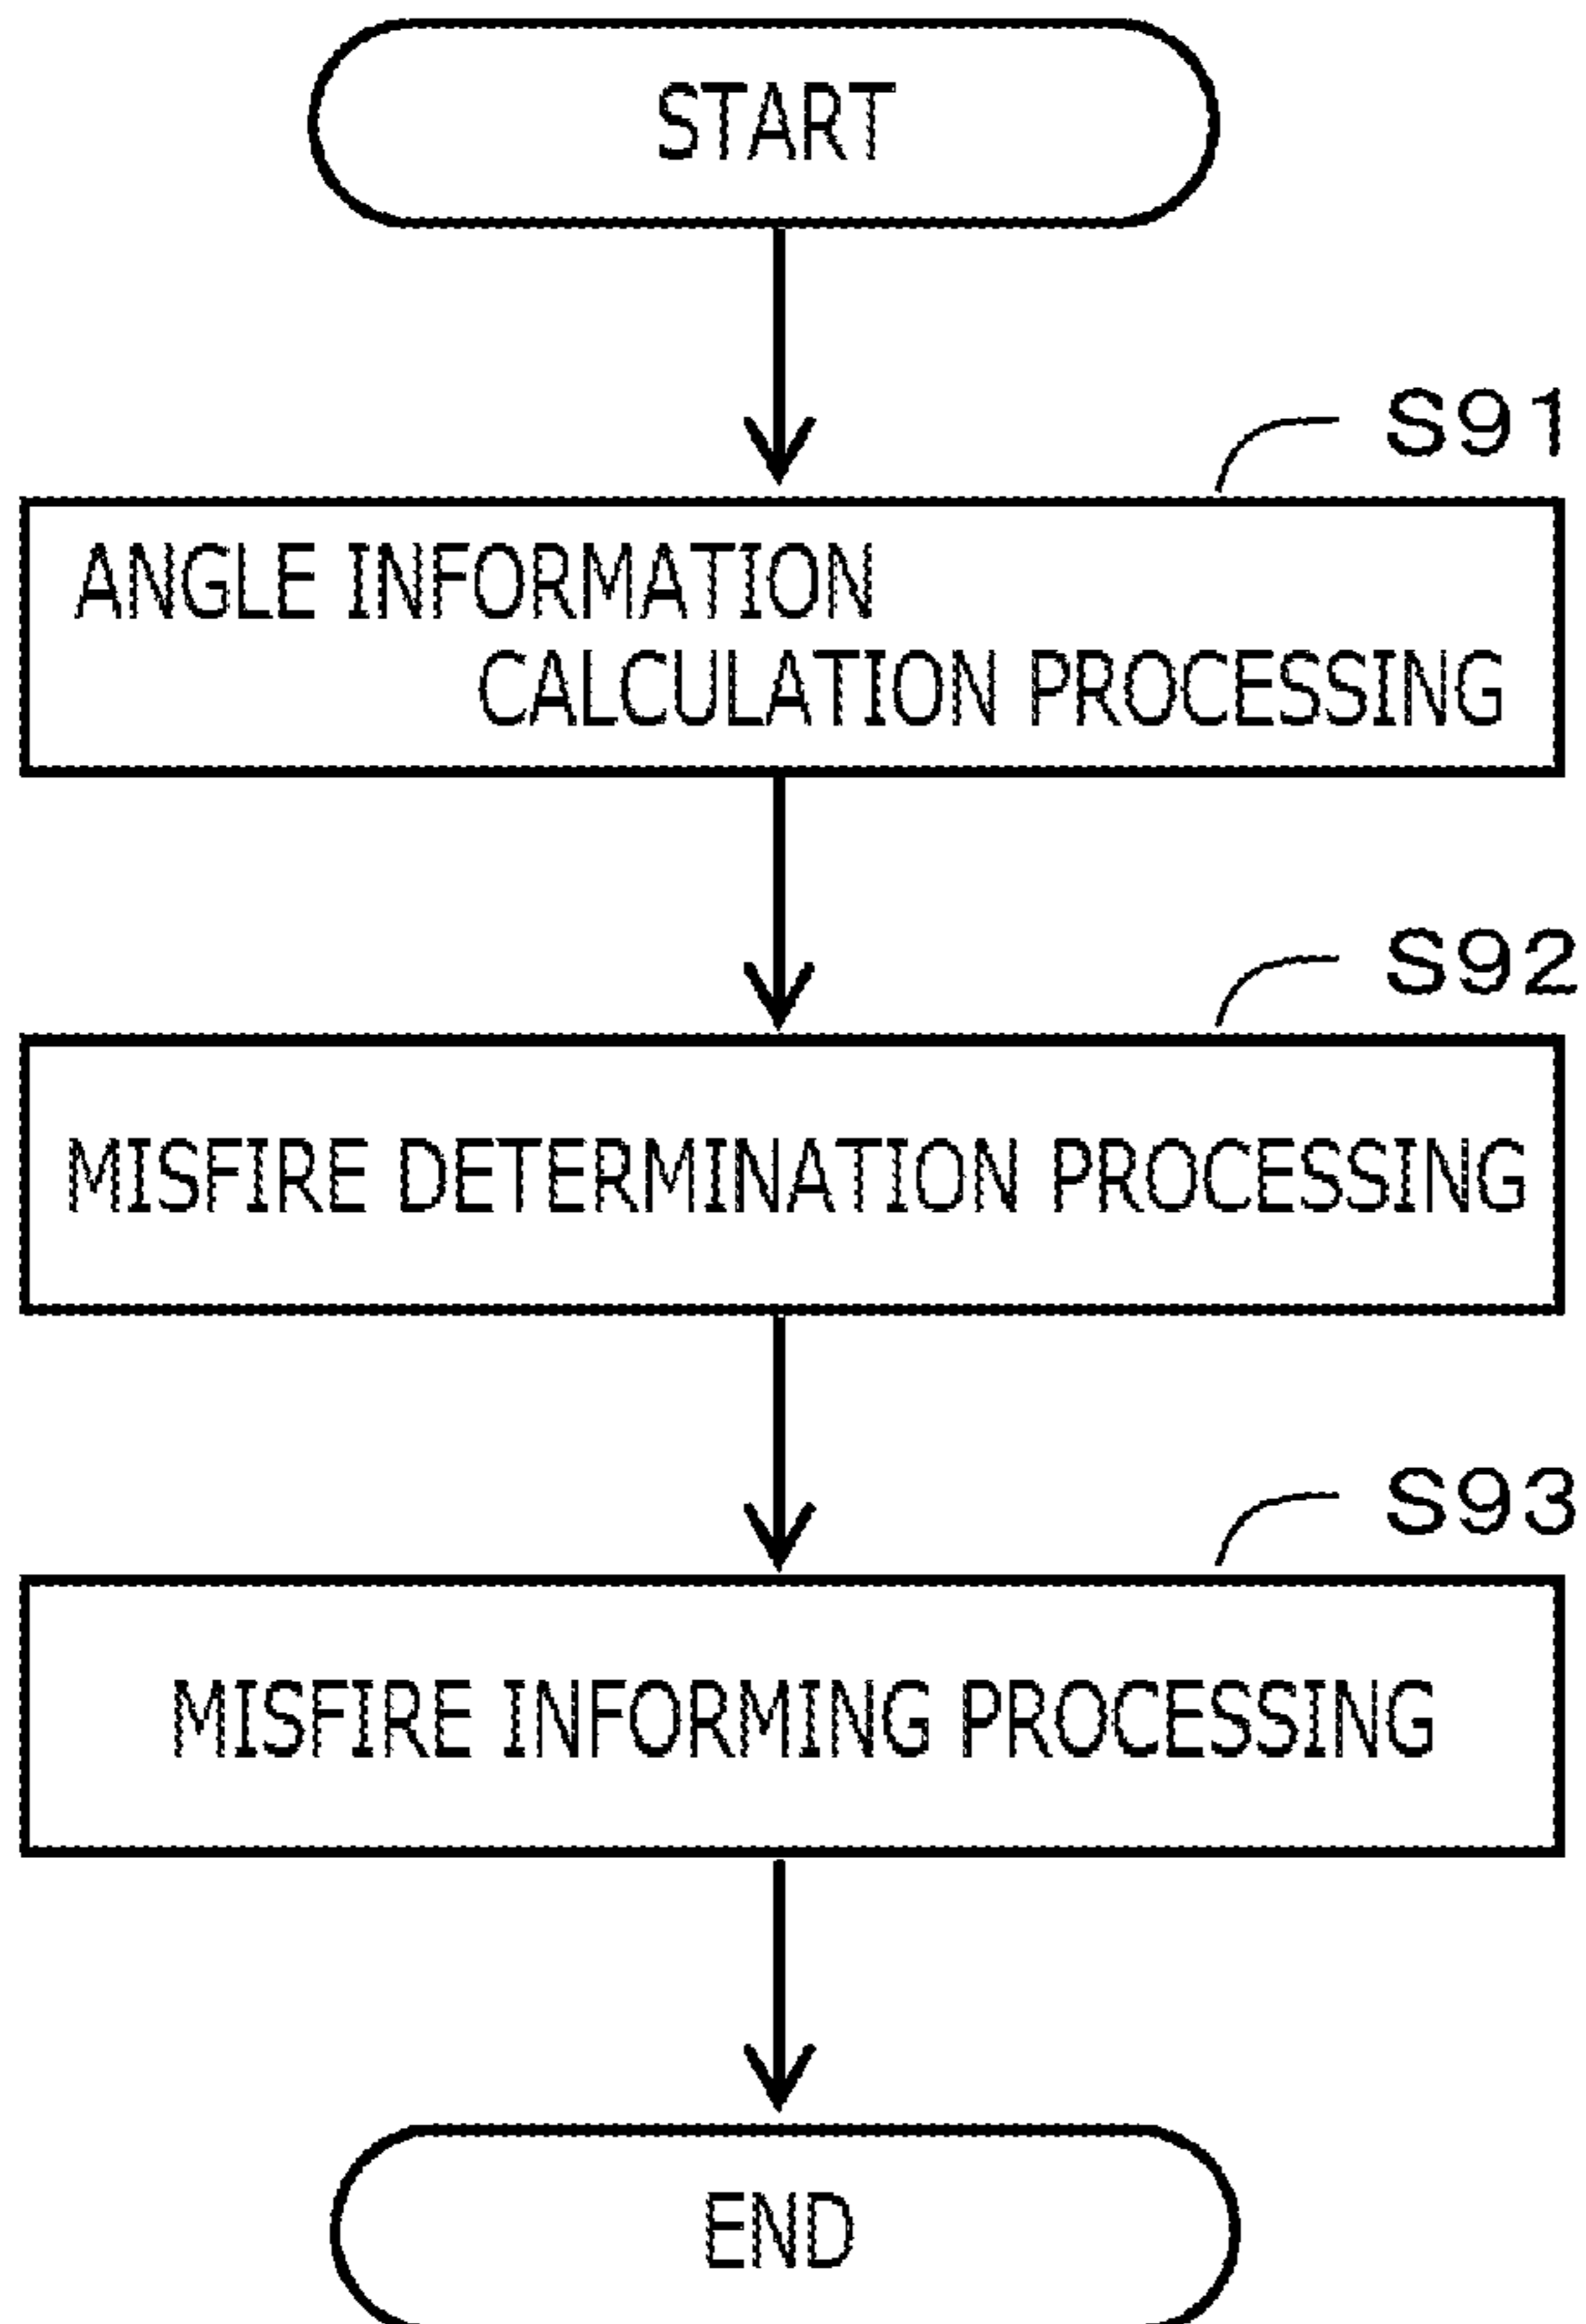 START
S91
ANGLE INFORMATION
CALCULATION PROCESSING
S92
MISFIRE DETERMINATION PROCESSING
S93
MISFIRE INFORMING PROCESSING
END